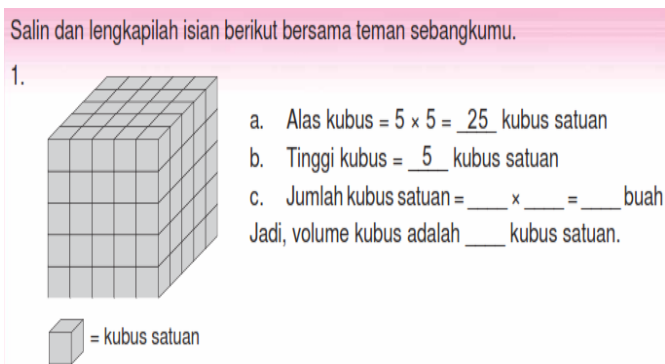 Salin dan lengkapilah isian berikut bersama teman sebangkumu.
1.
a. Alas kubus = 5 × 5 = 25 kubus satuan
b. Tinggi kubus = 5 kubus satuan
c. Jumlah kubus satuan = ____ × ____ = ____ buah
Jadi, volume kubus adalah ____ kubus satuan.
= kubus satuan